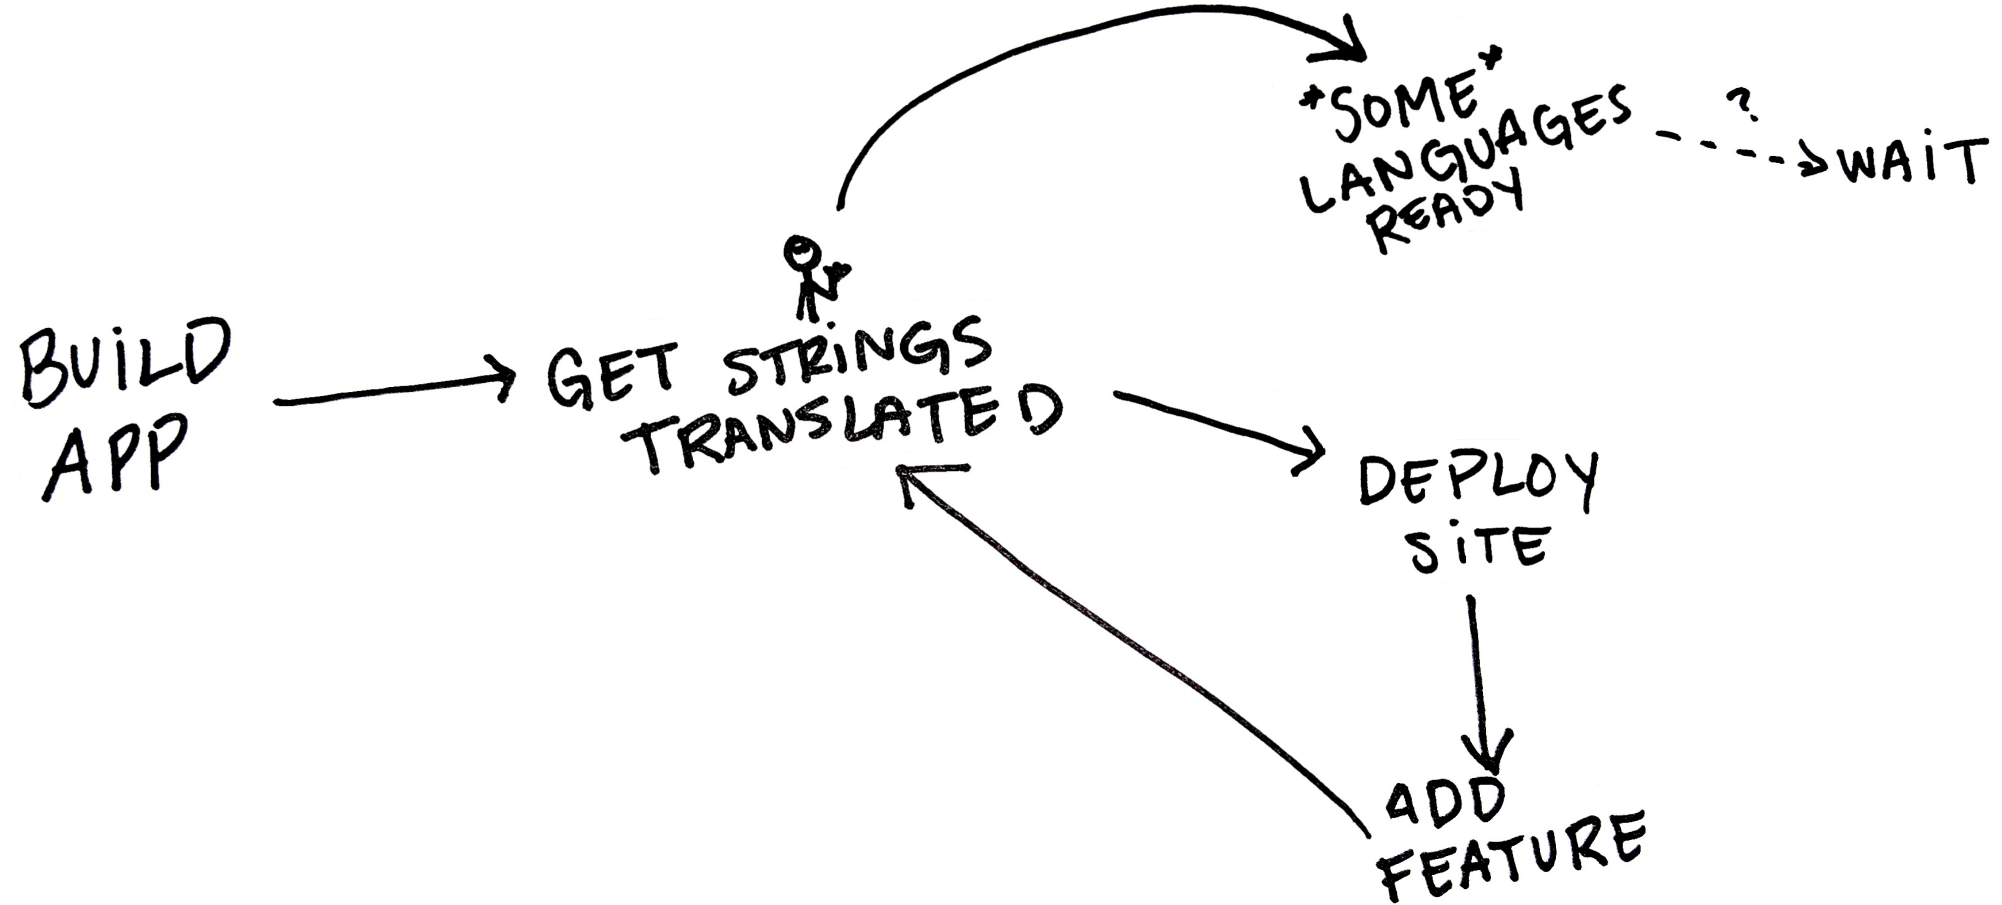 *SOME*
LANGUAGES
READY
?
WAiT
BUiLD
APP
GET STRiNGS
TRANSLATED
DEPLOY
SiTE
ADD
FEATURE